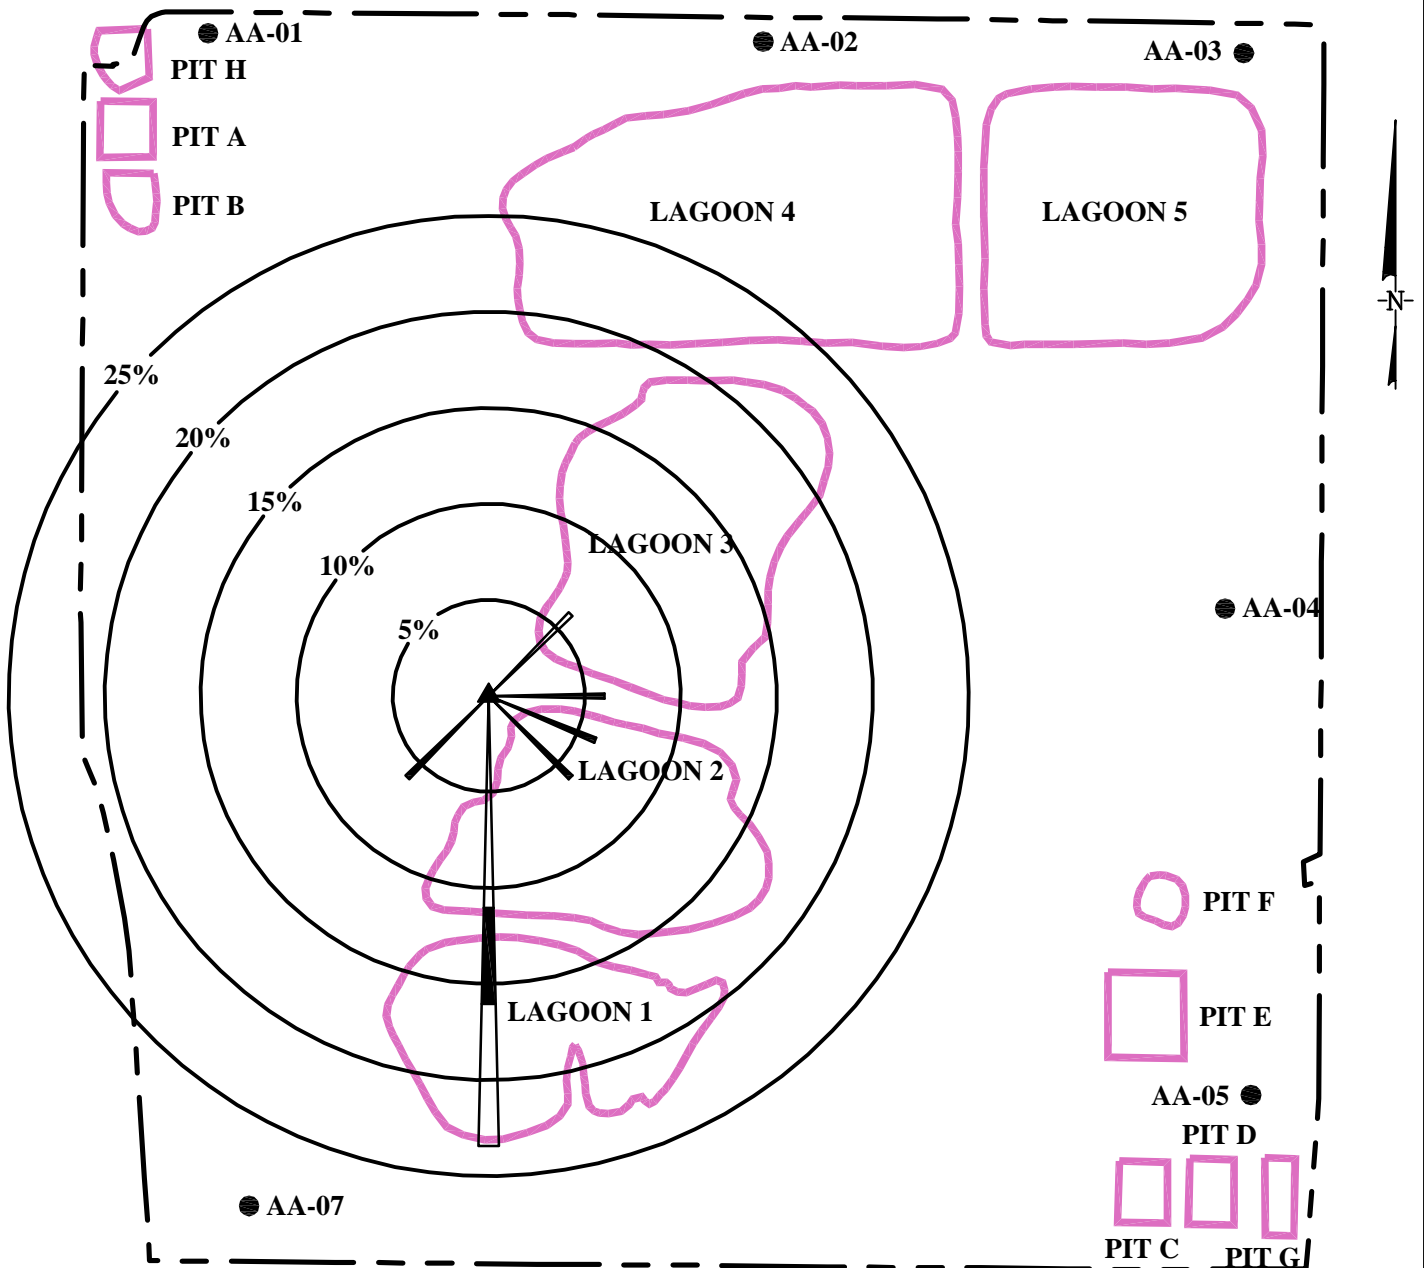 AA-01
AA-02
AA-03
PIT H
PIT A
PIT B
LAGOON 4
LAGOON 5
N
25%
20%
15%
10%
5%
LAGOON 3
AA-04
LAGOON 2
PIT F
LAGOON 1
PIT E
AA-05
PIT D
AA-07
PIT C
PIT G